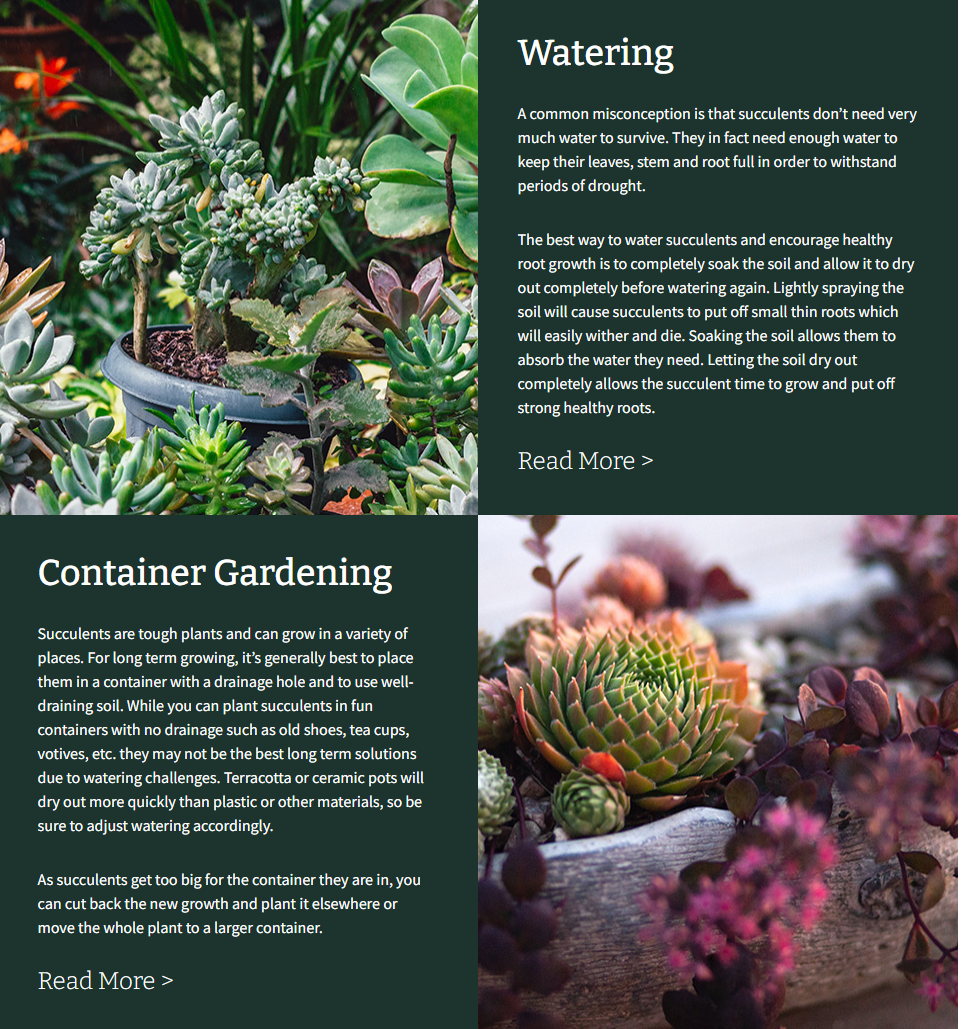 Watering
A common misconception is that succulents don’t need very
much water to survive. They in fact need enough water to
keep their leaves, stem and root full in order to withstand
periods of drought.
The best way to water succulents and encourage healthy
root growth is to completely soak the soil and allow it to dry
out completely before watering again. Lightly spraying the
soil will cause succulents to put off small thin roots which
will easily wither and die. Soaking the soil allows them to
absorb the water they need. Letting the soil dry out
completely allows the succulent time to grow and put off
strong healthy roots.
Read More >
Container Gardening
Succulents are tough plants and can grow in a variety of
places. For long term growing, it’s generally best to place
them in a container with a drainage hole and to use well-
draining soil. While you can plant succulents in fun
containers with no drainage such as old shoes, tea cups,
votives, etc. they may not be the best long term solutions
due to watering challenges. Terracotta or ceramic pots will
dry out more quickly than plastic or other materials, so be
sure to adjust watering accordingly.
As succulents get too big for the container they are in, you
can cut back the new growth and plant it elsewhere or
move the whole plant to a larger container.
Read More >